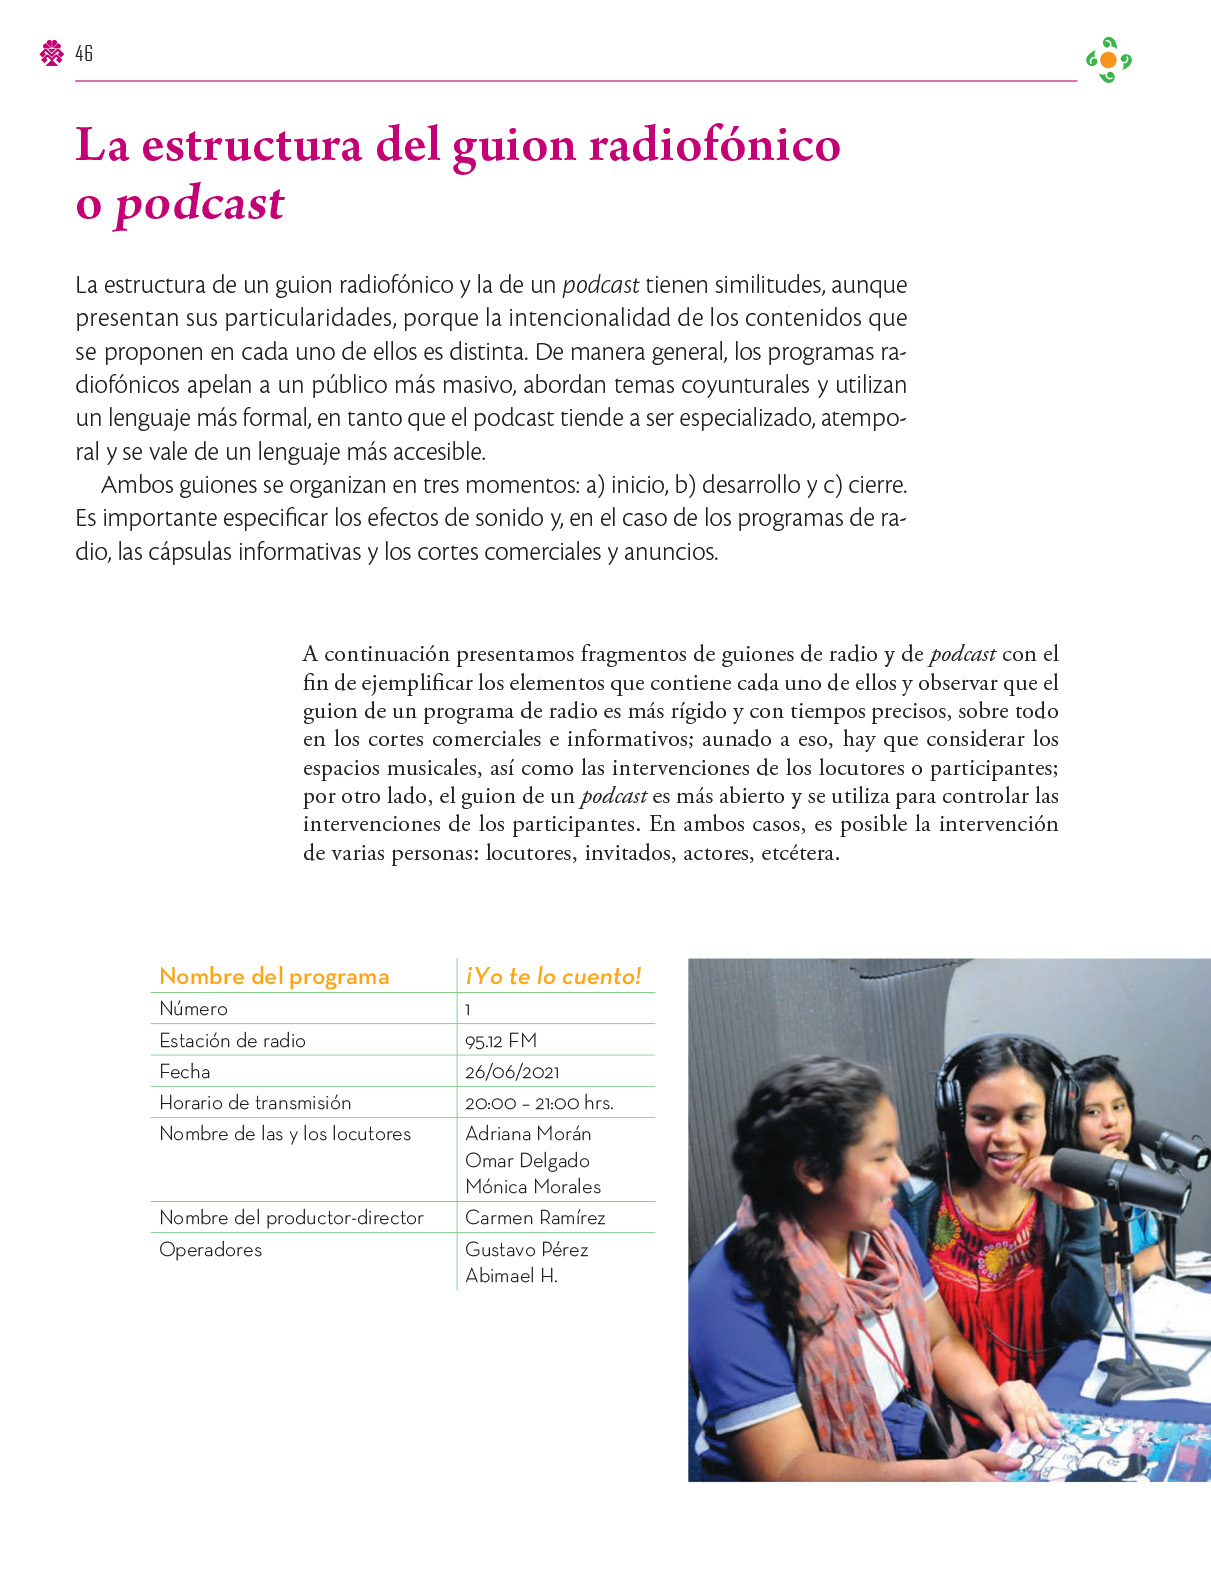 46
La estructura del guion radiofónico
o podcast
La estructura de un guion radiofónico y la de un podcast tienen similitudes, aunque
presentan sus particularidades, porque la intencionalidad de los contenidos que
se proponen en cada uno de ellos es distinta. De manera general, los programas ra-
diofónicos apelan a un público más masivo, abordan temas coyunturales y utilizan
un lenguaje más formal, en tanto que el podcast tiende a ser especializado, atempo-
ral y se vale de un lenguaje más accesible.
Ambos guiones se organizan en tres momentos: a) inicio, b) desarrollo y c) cierre.
Es importante especificar los efectos de sonido y, en el caso de los programas de ra-
dio, las cápsulas informativas y los cortes comerciales y anuncios.
A continuación presentamos fragmentos de guiones de radio y de podcast con el
fin de ejemplificar los elementos que contiene cada uno de ellos y observar que el
guion de un programa de radio es más rígido y con tiempos precisos, sobre todo
en los cortes comerciales e informativos; aunado a eso, hay que considerar los
espacios musicales, así como las intervenciones de los locutores o participantes;
por otro lado, el guion de un podcast es más abierto y se utiliza para controlar las
intervenciones de los participantes. En ambos casos, es posible la intervención
de varias personas: locutores, invitados, actores, etcétera.
Nombre del programa ¡Yo te lo cuento!
Número 1
Estación de radio 95.12 FM
Fecha 26/06/2021
Horario de transmisión 20:00 – 21:00 hrs.
Nombre de las y los locutores Adriana Morán
Omar Delgado
Mónica Morales
Nombre del productor-director Carmen Ramírez
Operadores Gustavo Pérez
Abimael H.